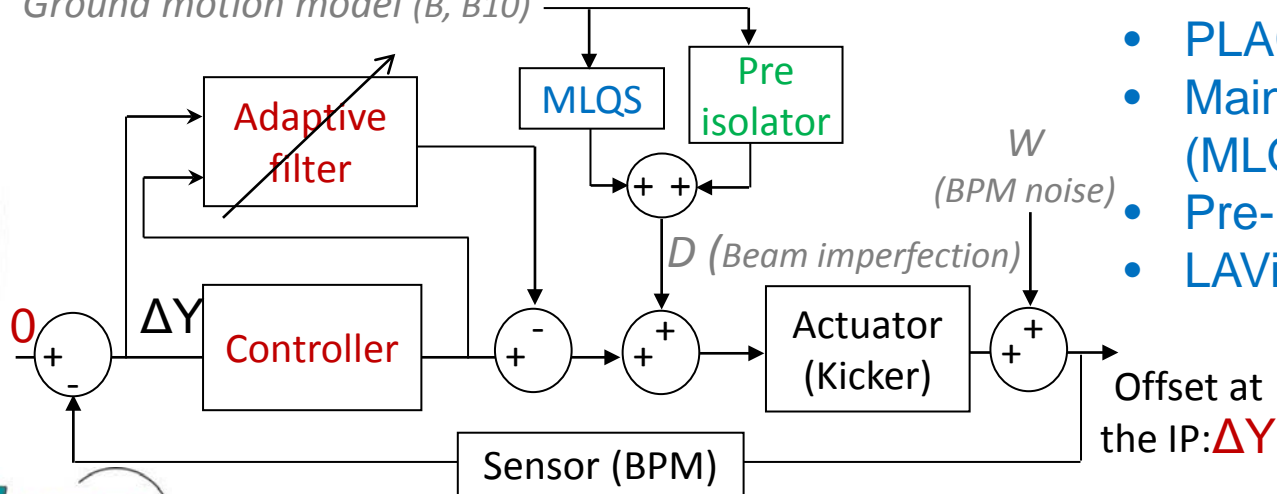 Ground motion model (B, B10)
Adaptive
filter
MLQS
Pre
isolator
+ +
W
(BPM noise)
D (Beam imperfection)
0
+
-
ΔY
Controller
-
+
+
+
Actuator
(Kicker)
+
+
Offset at
the IP:ΔY
Sensor (BPM)
•
•
(
• Pre-
•